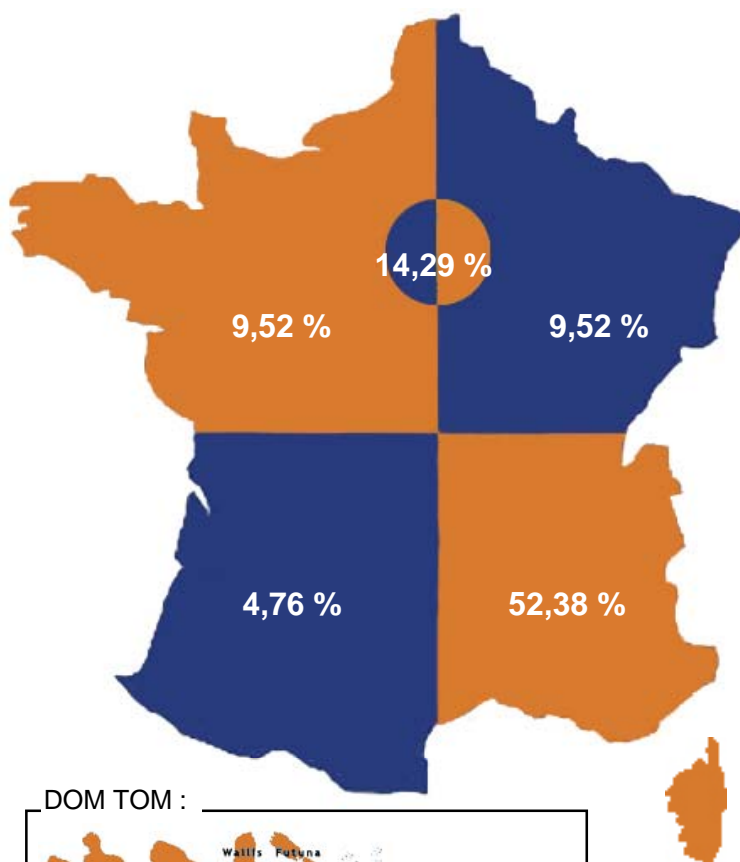 14,29 %
9,52 %
9,52 %
4,76 %
52,38 %
DOM TOM :
Wallis Futuna